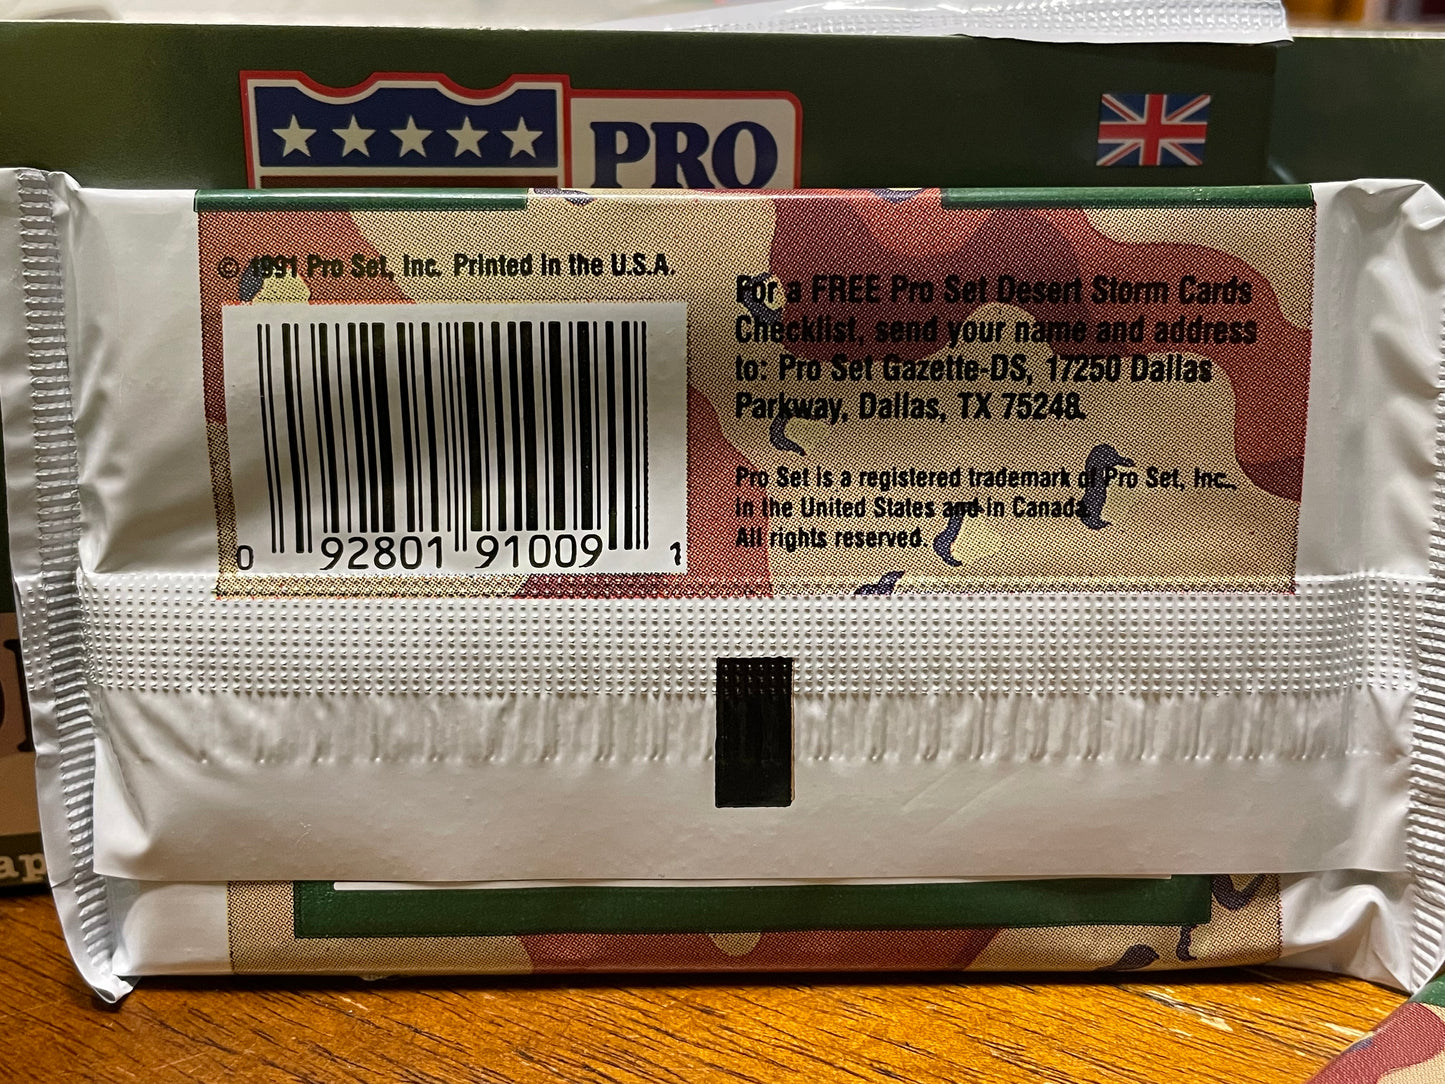 PRO
© 1991 Pro Set, Inc. Printed in the U.S.A.
0 92801 91009 1
For a FREE Pro Set Desert Storm Cards
Checklist, send your name and address
to: Pro Set Gazette-DS, 17250 Dallas
Parkway, Dallas, TX 75248.
Pro Set is a registered trademark of Pro Set, Inc.
in the United States and in Canada.
All rights reserved.
ap